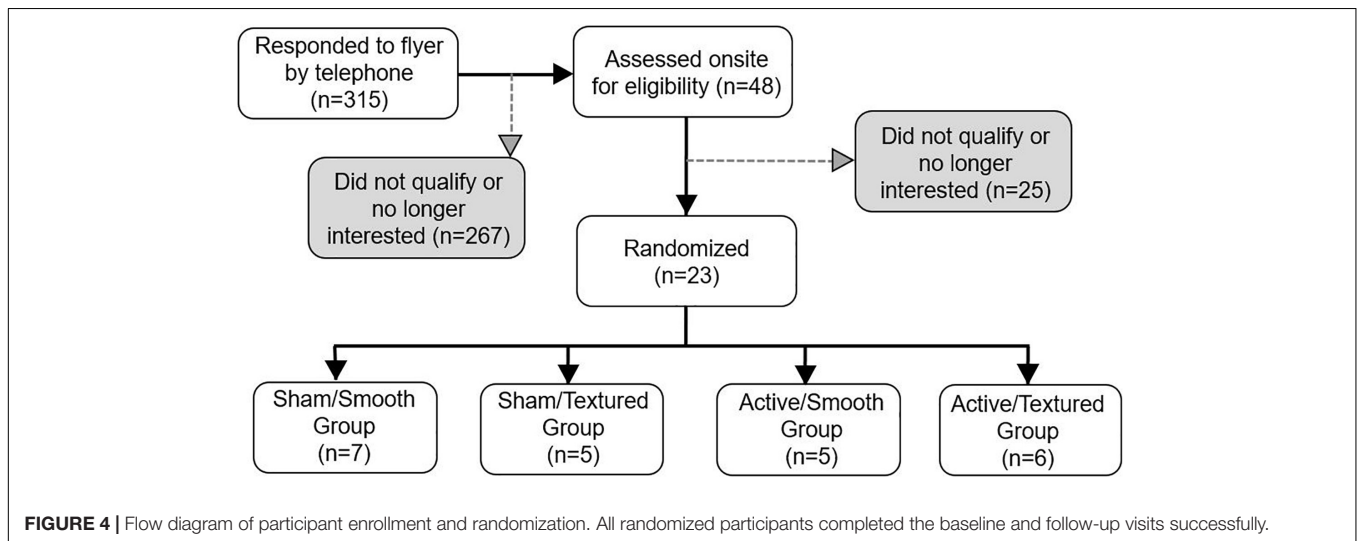 Responded to flyer
by telephone
(n=315)
Assessed onsite
for eligibility (n=48)
Did not qualify or
no longer
interested (n=267)
Did not qualify or
no longer
interested (n=25)
Randomized
(n=23)
Sham/Smooth
Group
(n=7)
Sham/Textured
Group
(n=5)
Active/Smooth
Group
(n=5)
Active/Textured
Group
(n=6)
FIGURE 4 | Flow diagram of participant enrollment and randomization. All randomized participants completed the baseline and follow-up visits successfully.